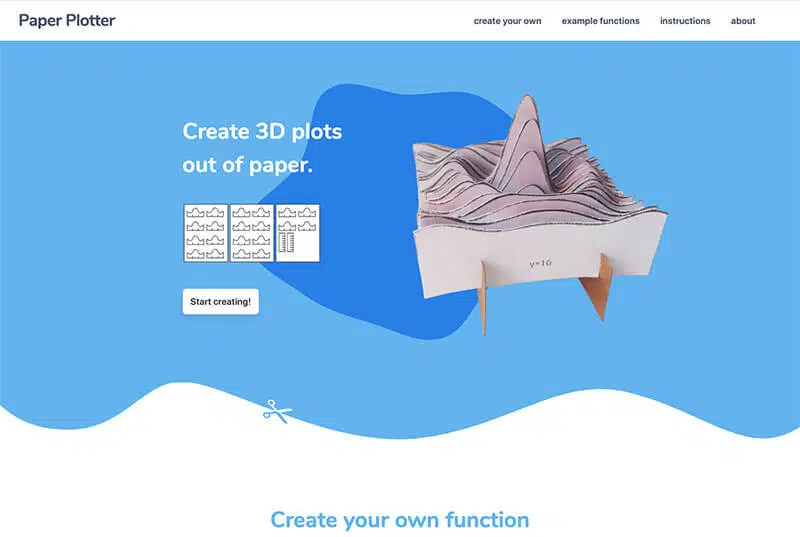 Paper Plotter
create your own
example functions
instructions
about
Create 3D plots
out of paper.
y=10
Start creating!
Create your own function